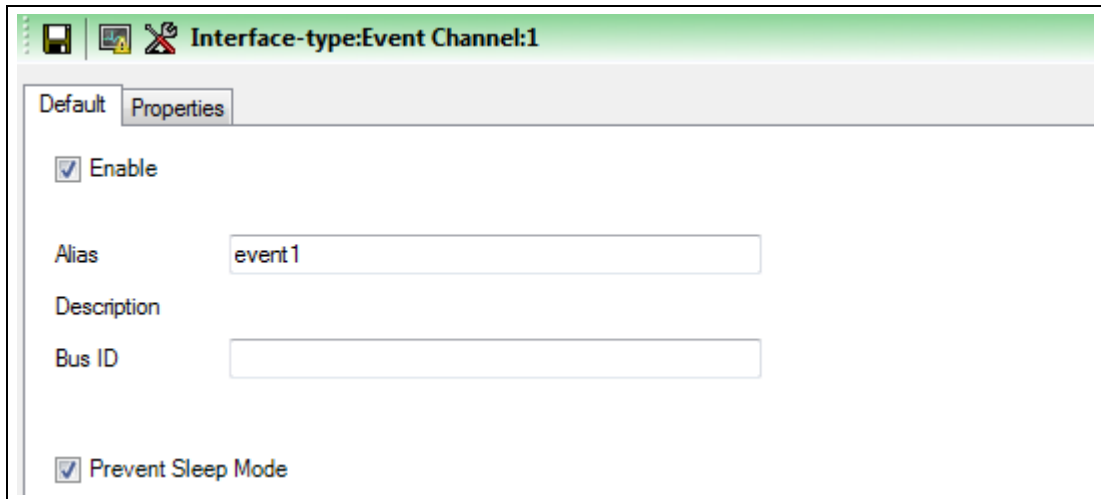 Interface-type:Event Channel:1
Default Properties
Enable
Alias event1
Description
Bus ID
Prevent Sleep Mode